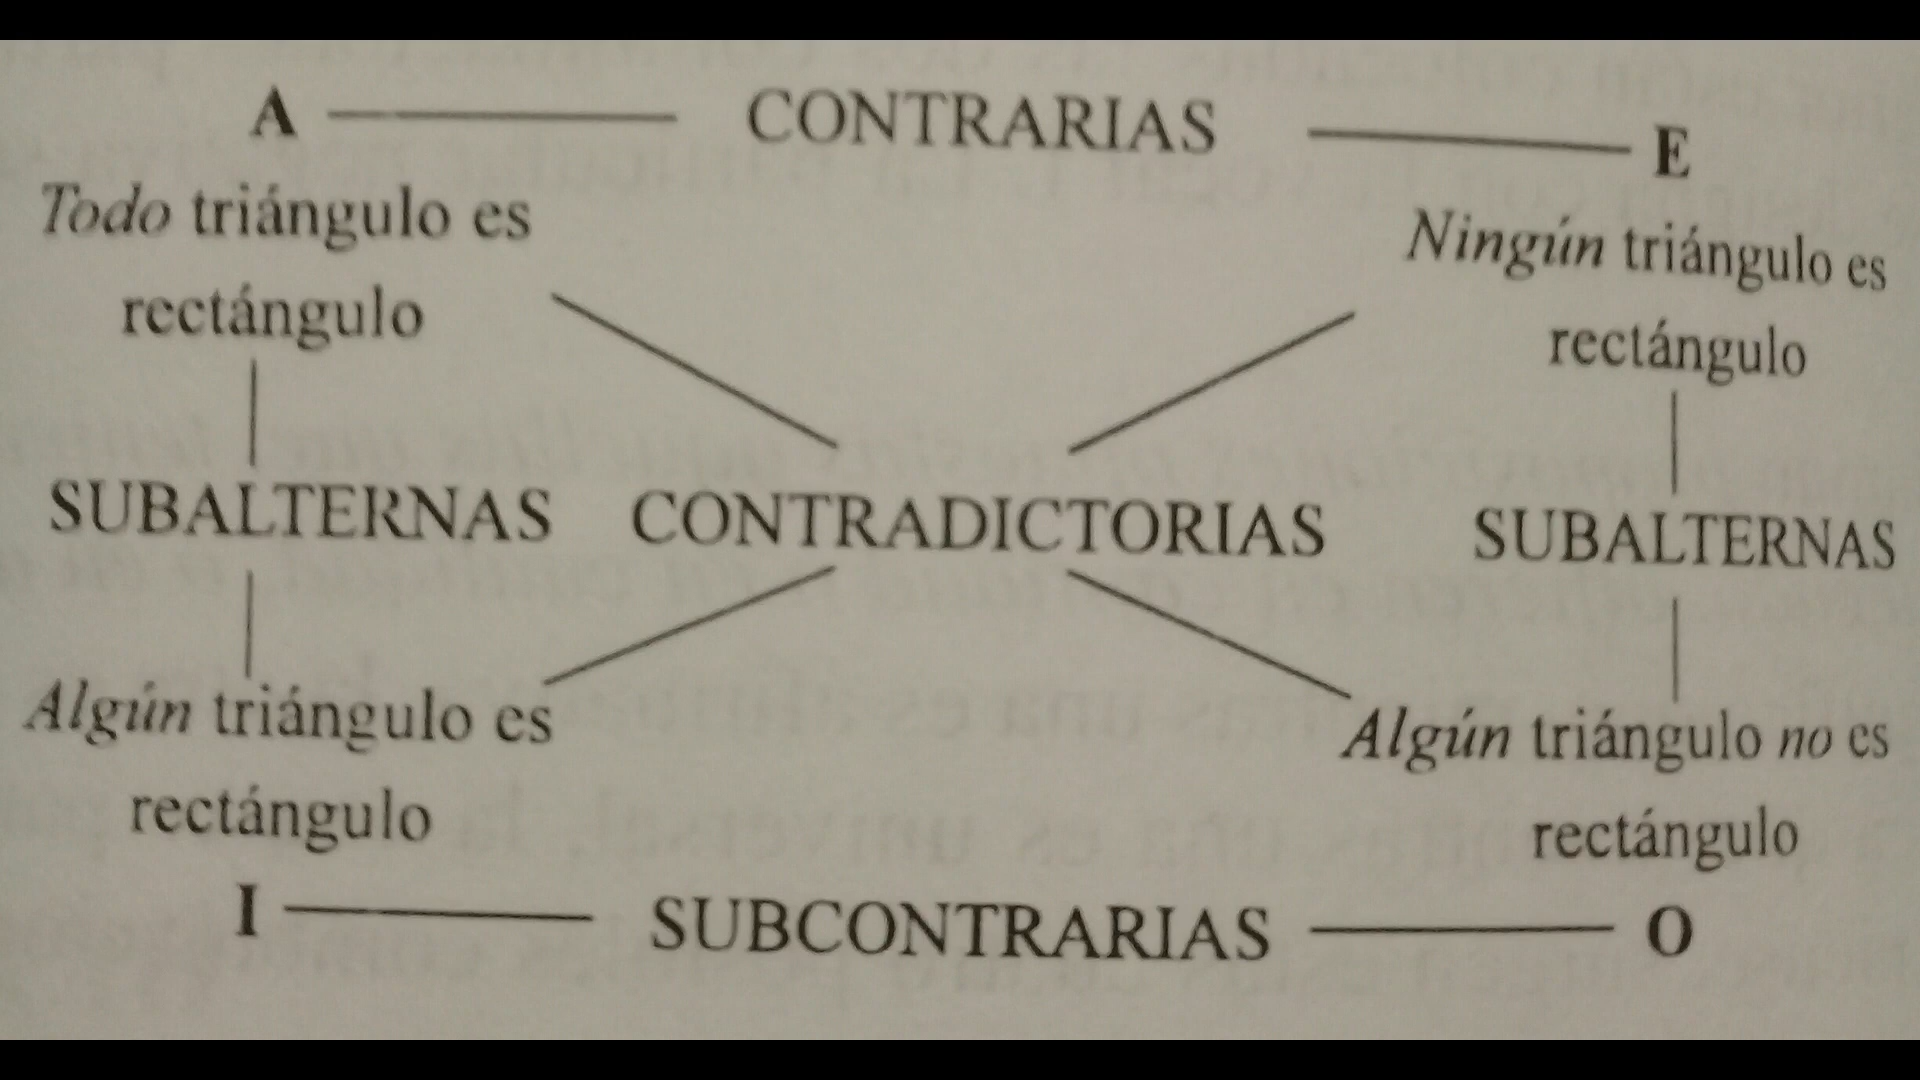 A CONTRARIAS E
Todo triángulo es
rectángulo
Ningún triángulo es
rectángulo
SUBALTERNAS CONTRADICTORIAS SUBALTERNAS
Algún triángulo es
rectángulo
Algún triángulo no es
rectángulo
I SUBCONTRARIAS O